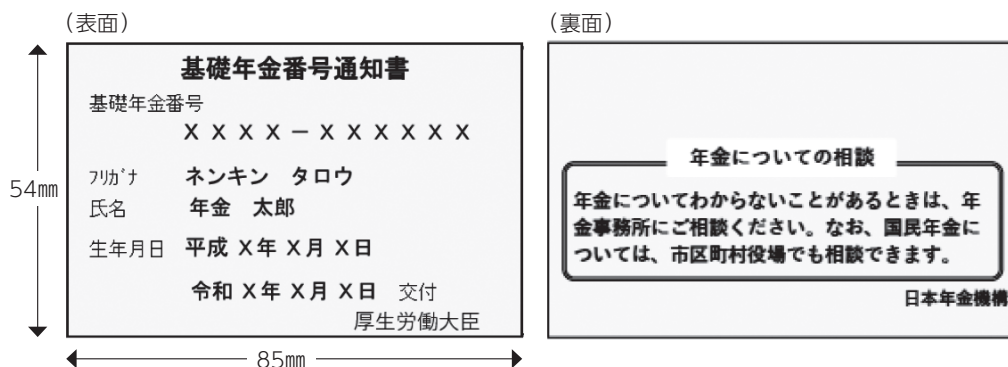 （表面）
基礎年金番号通知書
基礎年金番号
X X X X － X X X X X X
フリガナ ネンキン タロウ
氏名 年金 太郎
生年月日 平成 X年 X月 X日
令和 X年 X月 X日 交付
厚生労働大臣
54㎜
85㎜
（裏面）
年金についての相談
年金についてわからないことがあるときは、年
金事務所にご相談ください。なお、国民年金に
ついては、市区町村役場でも相談できます。
日本年金機構